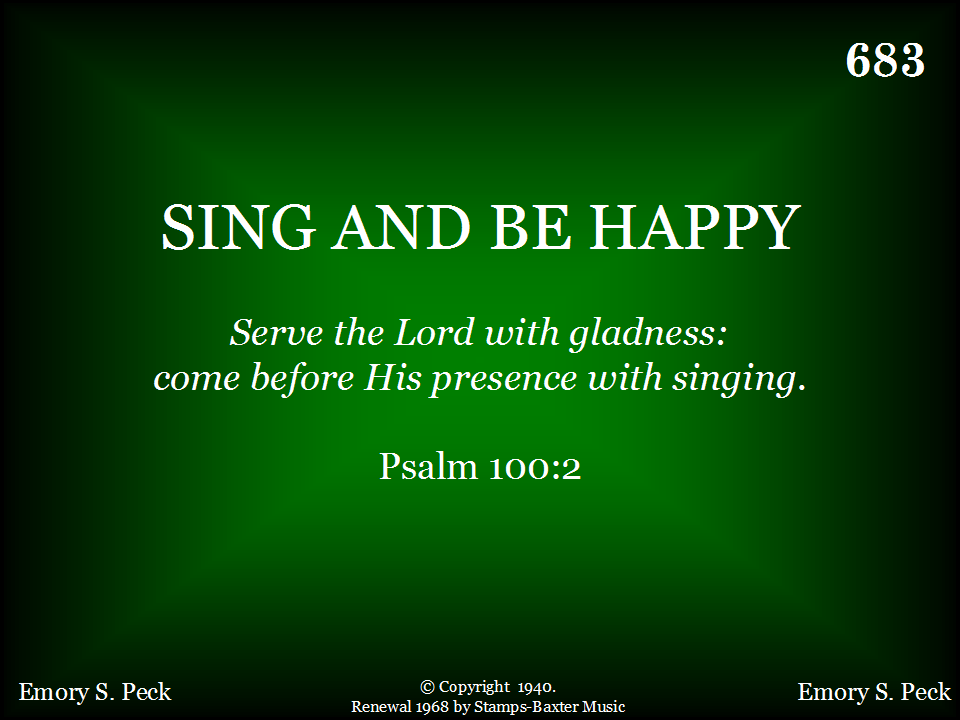 683
SING AND BE HAPPY
Serve the Lord with gladness:
come before His presence with singing.
Psalm 100:2
Emory S. Peck
© Copyright 1940.
Renewal 1968 by Stamps-Baxter Music
Emory S. Peck